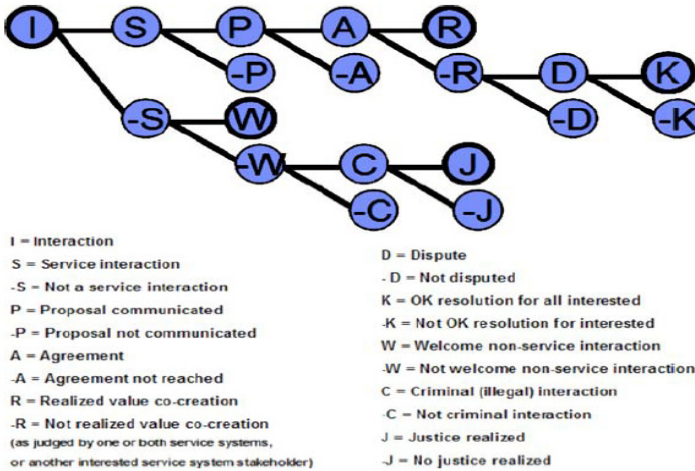 I S P A R
-P -A -R D K
-S W -D -K
-W C J
-C -J
I = Interaction
S = Service interaction
-S = Not a service interaction
P = Proposal communicated
-P = Proposal not communicated
A = Agreement
-A = Agreement not reached
R = Realized value co-creation
-R = Not realized value co-creation
(as judged by one or both service systems,
or another interested service system stakeholder)
D = Dispute
- D = Not disputed
K = OK resolution for all interested
-K = Not OK resolution for interested
W = Welcome non-service interaction
-W = Not welcome non-service interaction
C = Criminal (illegal) interaction
-C = Not criminal interaction
J = Justice realized
-J = No justice realized